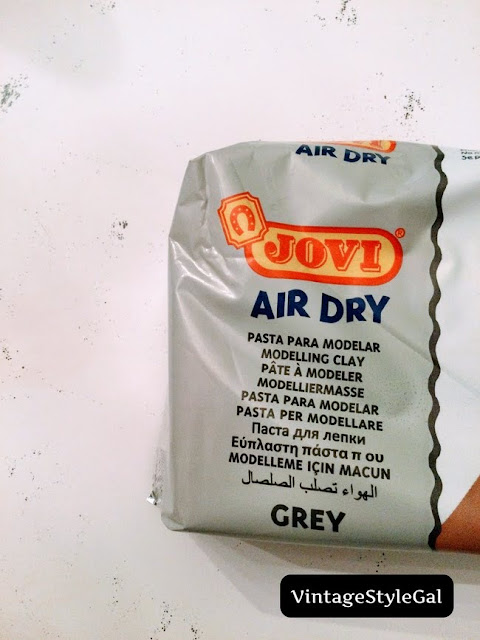 AIR DRY
JOVI®
AIR DRY
PASTA PARA MODELAR
MODELLING CLAY
PÂTE À MODELER
MODELLIERMASSE
PASTA PARA MODELAR
PASTA PER MODELLARE
Паста для лепки
Εύπλαστη πάστα π ου
MODELLEME IÇIN MACUN
الهواء تصلب الصلصال
GREY
VintageStyleGal